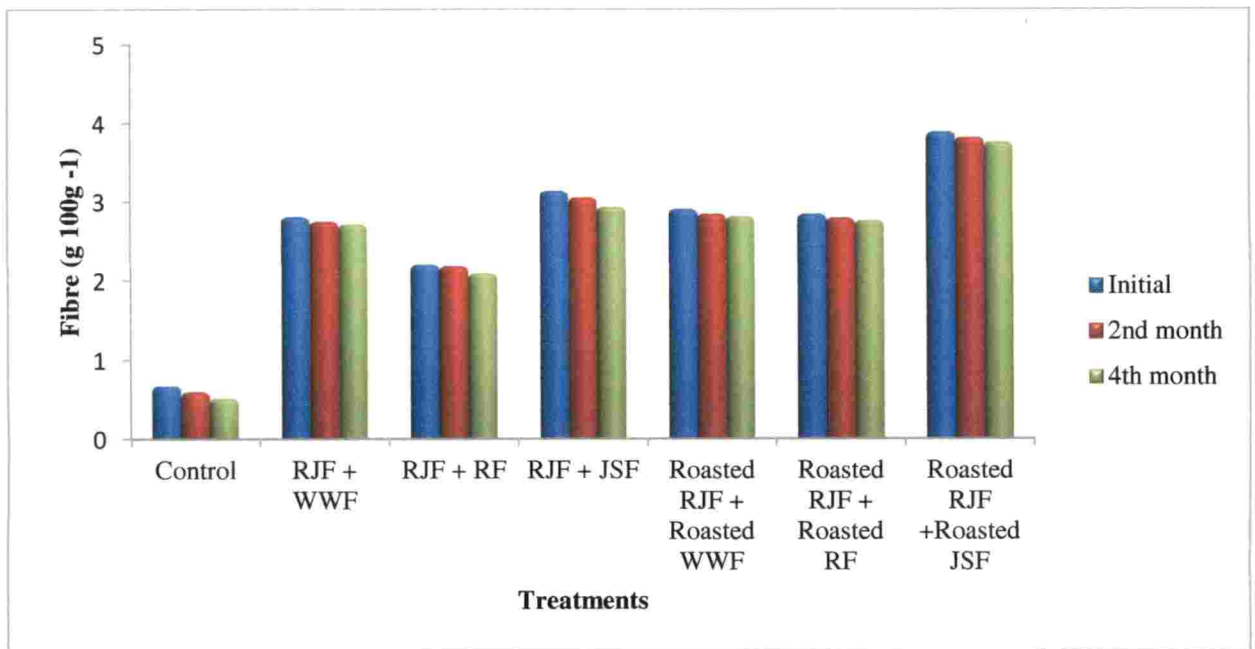 5
4
3
2
1
0
Fibre (g 100g -1)
Control
RJF +
WWF
RJF + RF
RJF + JSF
Roasted
RJF +
Roasted
WWF
Roasted
RJF +
Roasted
RF
Roasted
RJF
+Roasted
JSF
Treatments
Initial
2nd month
4th month